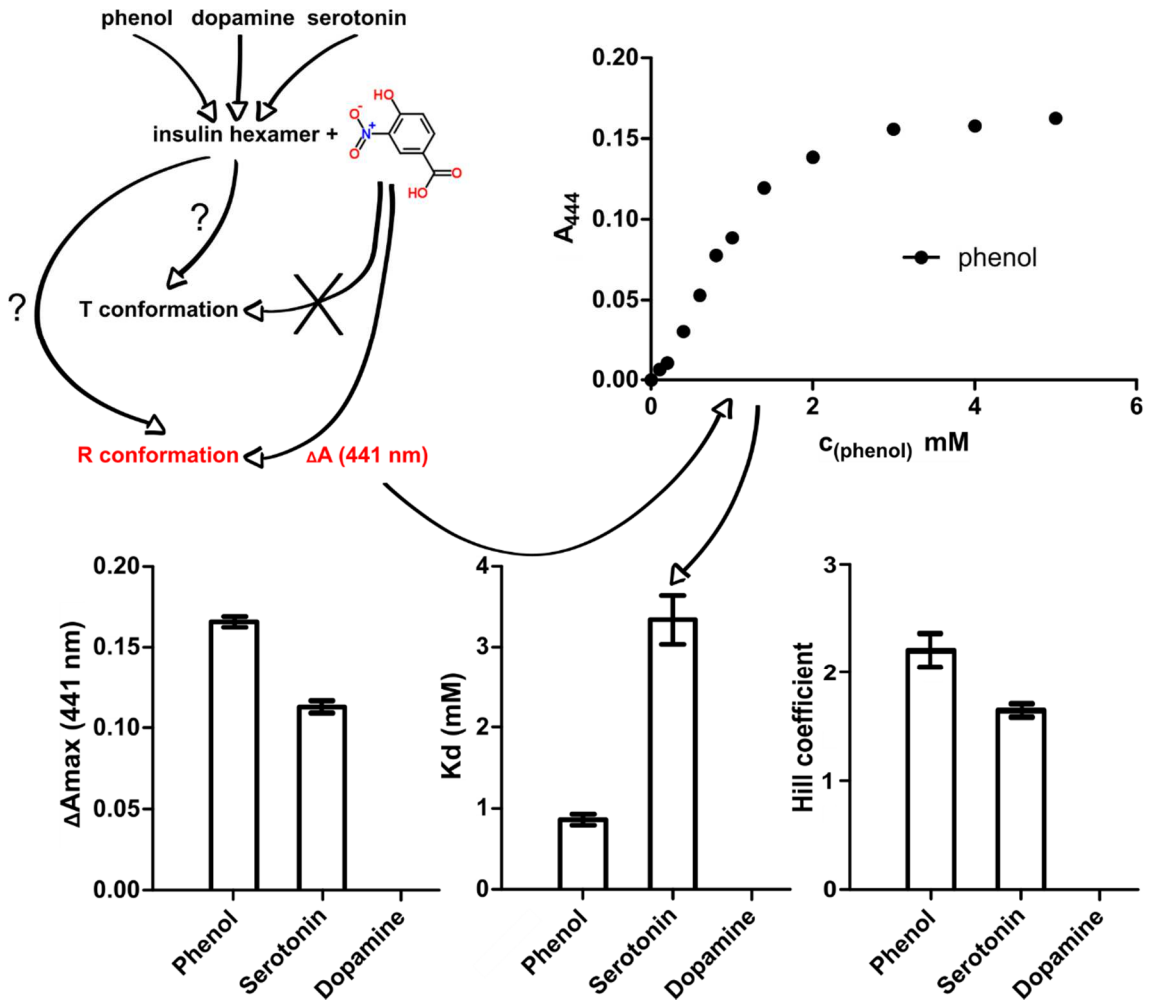 phenol dopamine serotonin
insulin hexamer +
HO
O-
N+
O
O
HO
?
?
T conformation
R conformation
ΔA (441 nm)
0.20
0.15
0.10
0.05
0.00
A444
phenol
0 2 4 6
c(phenol) mM
0.20
0.15
0.10
0.05
0.00
ΔAmax (441 nm)
Phenol
Serotonin
Dopamine
4
3
2
1
0
Kd (mM)
Phenol
Serotonin
Dopamine
3
2
1
0
Hill coefficient
Phenol
Serotonin
Dopamine